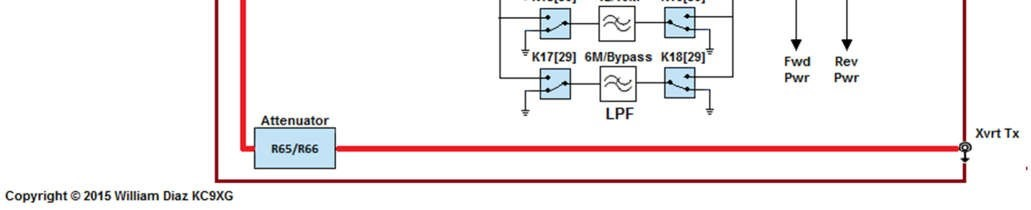 K17[29] 6M/Bypass K18[29]
LPF
Fwd
Pwr
Rev
Pwr
Attenuator
R65/R66
Xvrt Tx
Copyright © 2015 William Diaz KC9XG